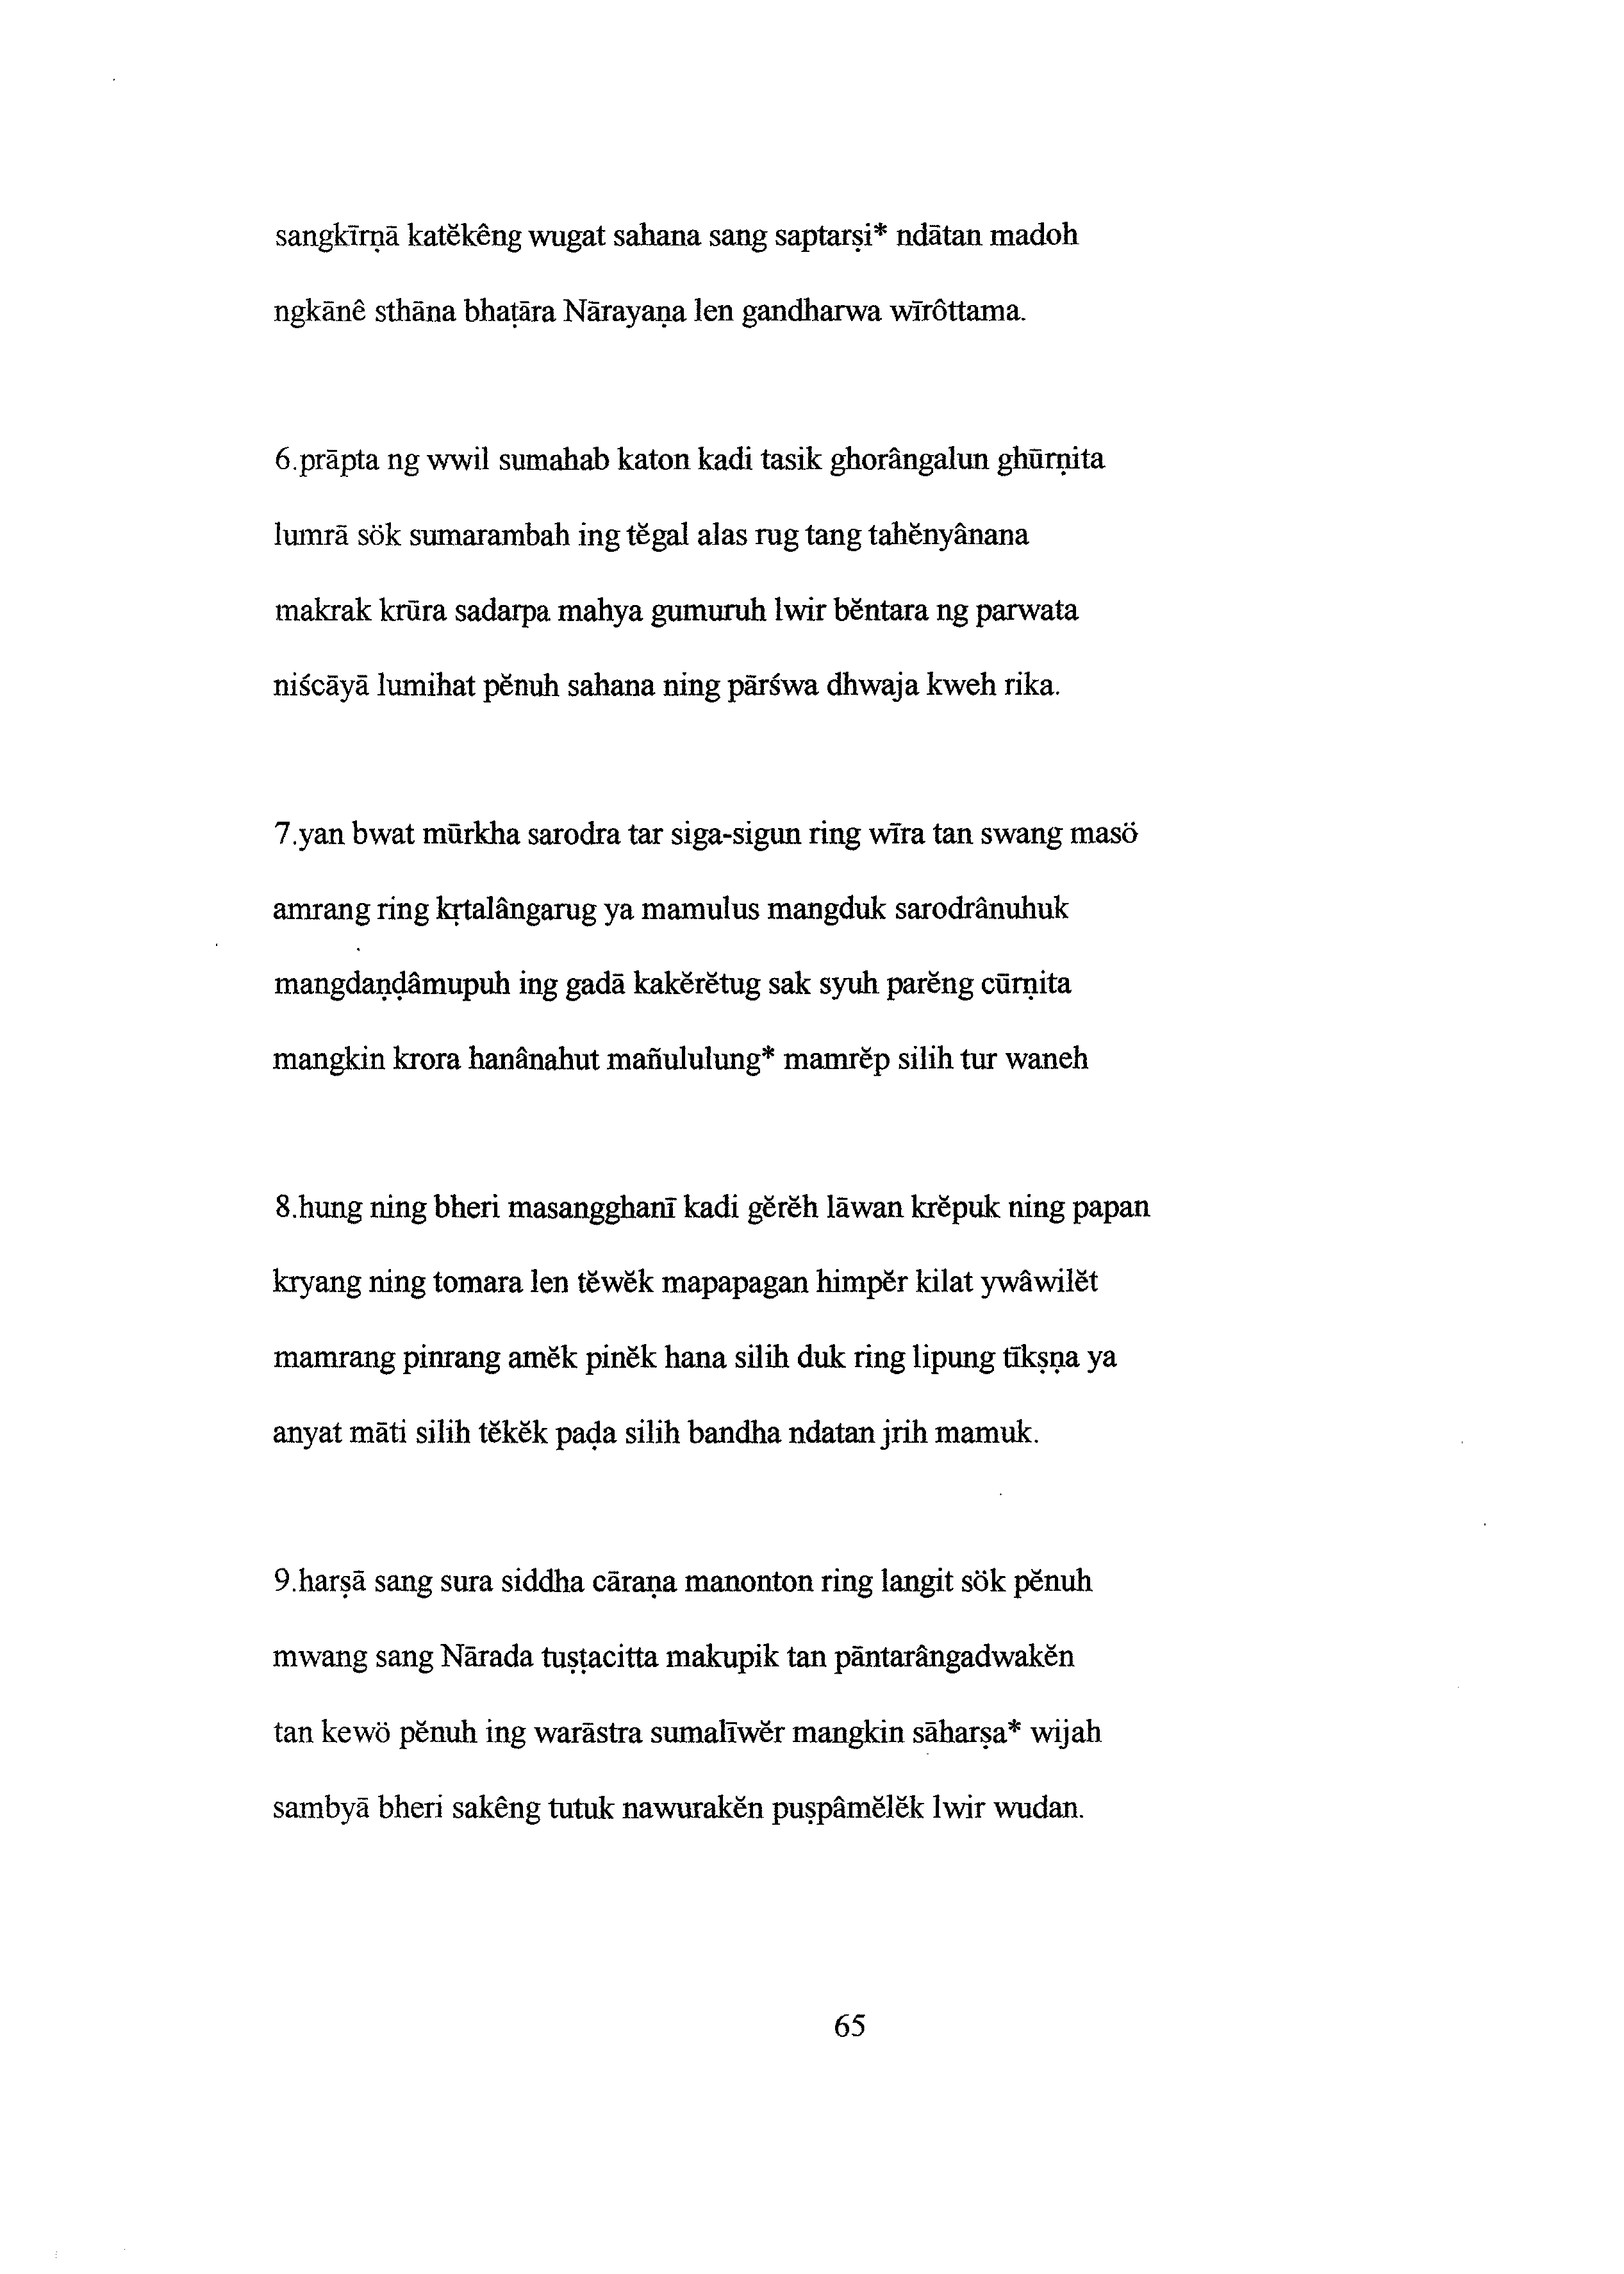 sangkīrṇā katĕkêng wugat sahana sang saptarṣi* ndātan madoh
ngkānê sthāna bhaṭāra Nārayaṇa len gandharwa wīrôttama.
6.prāpta ng wwil sumahab katon kadi tasik ghorângalun ghūrṇita
lumrā sök sumarambah ing tĕgal alas rug tang tahĕnyânana
makrak krūra sadarpa mahya gumuruh lwir bĕntara ng parwata
niścāyā lumihat pĕnuh sahana ning pārśwa dhwaja kweh rika.
7.yan bwat mūrkha sarodra tar siga-sigun ring wīra tan swang masö
amrang ring kṛtalângarug ya mamulus mangduk sarodrânuhuk
mangdaṇḍâmupuh ing gadā kakĕrĕtug sak syuh parĕng cūrṇita
mangkin krora hanânahut mañululung* mamrĕp silih tur waneh
8.hung ning bheri masangghanī kadi gĕrĕh lāwan krĕpuk ning papan
kryang ning tomara len tĕwĕk mapapagan himpĕr kilat ywâwilĕt
mamrang pinrang amĕk pinĕk hana silih duk ring lipung tīkṣṇa ya
anyat māti silih tĕkĕk paḍa silih bandha ndatan jrih mamuk.
9.harṣā sang sura siddha cāraṇa manonton ring langit sök pĕnuh
mwang sang Nārada tuṣṭacitta makupik tan pāntarângadwakĕn
tan kewö pĕnuh ing warāstra sumalīwĕr mangkin sāharṣa* wijah
sambyā bheri sakêng tutuk nawurakĕn puṣpâmĕlĕk lwir wudan.
65